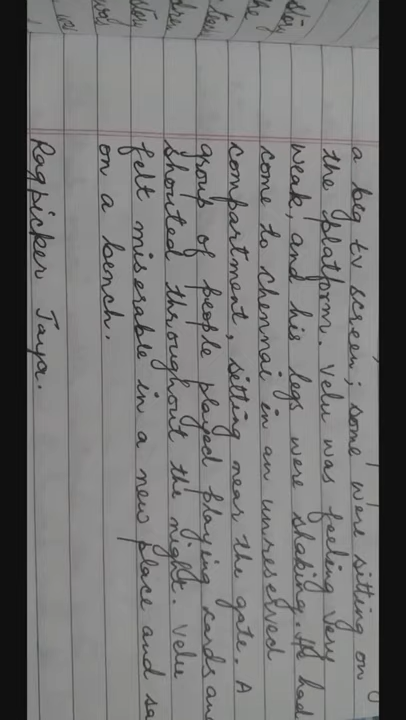 a big tv screen; some were sitting on
the platform. Velu was feeling very
weak, and his legs were shaking. He had
come to Chennai in an unreserved
compartment, sitting near the gate. A
group of people played playing cards an
shouted throughout the night. Velu
felt miserable in a new place and sa
on a bench.
Ragpicker Jaya.